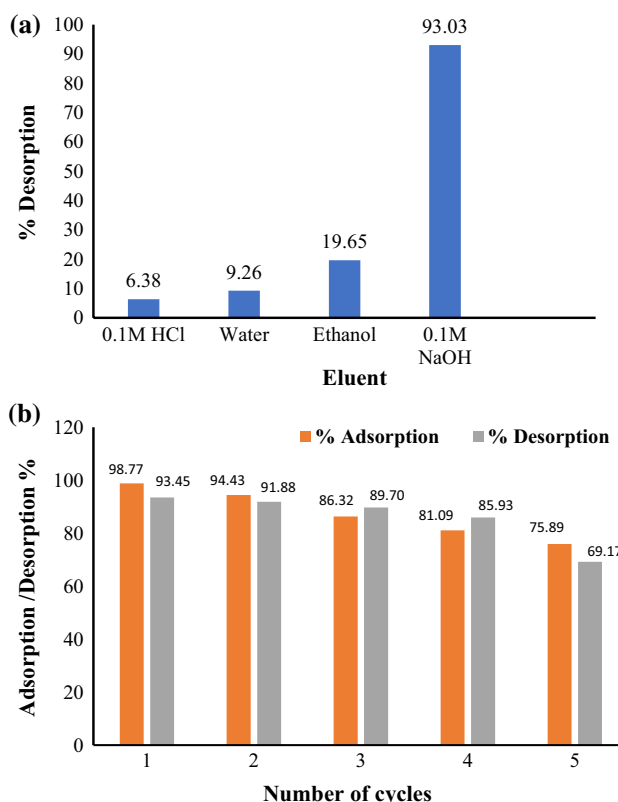 (a)
100
90
80
70
60
50
40
30
20
10
0
% Desorption
6.38
9.26
19.65
93.03
0.1M HCl
Water
Ethanol
0.1M
NaOH
Eluent
(b)
120
100
80
60
40
20
0
Adsorption /Desorption %
% Adsorption
% Desorption
98.77
93.45
94.43
91.88
86.32
89.70
81.09
85.93
75.89
69.17
1
2
3
4
5
Number of cycles